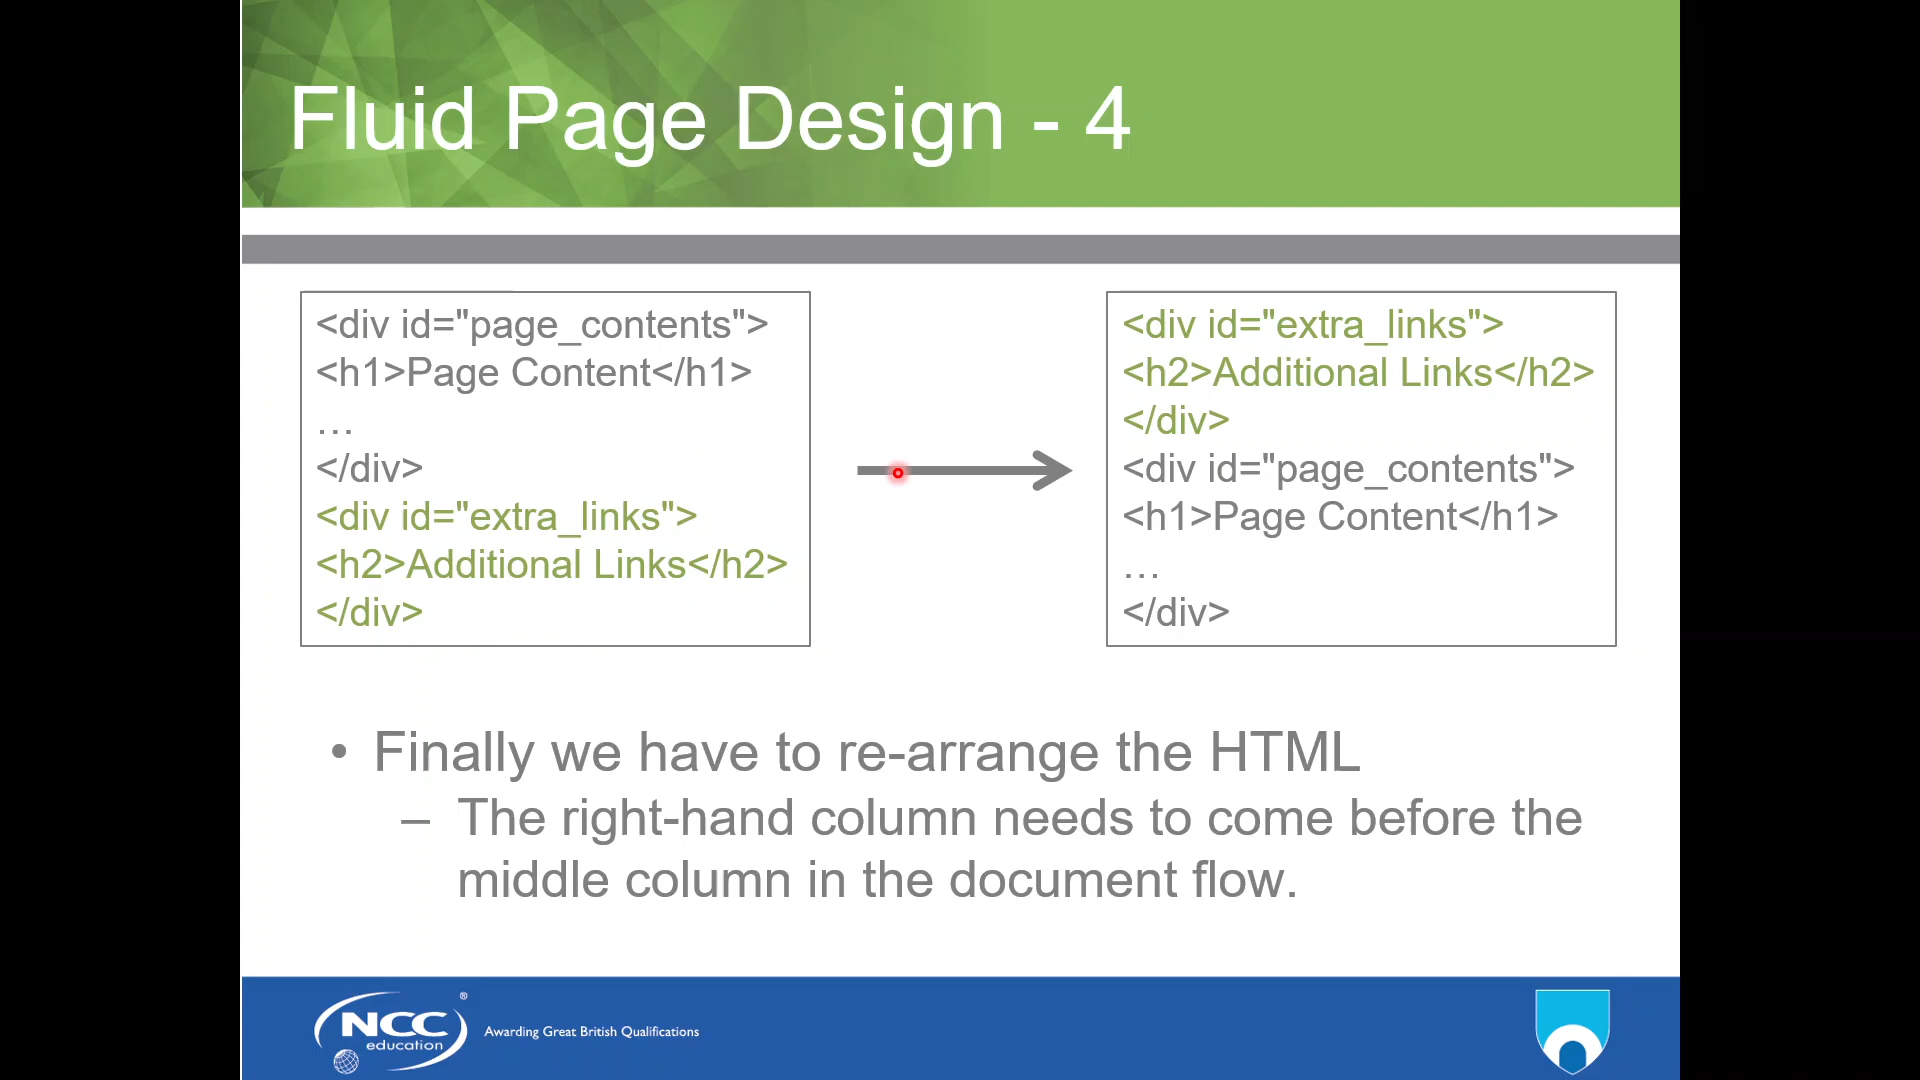 Fluid Page Design - 4
<div id="page_contents">
<h1>Page Content</h1>
…
</div>
<div id="extra_links">
<h2>Additional Links</h2>
</div>
<div id="extra_links">
<h2>Additional Links</h2>
</div>
<div id="page_contents">
<h1>Page Content</h1>
…
</div>
• Finally we have to re-arrange the HTML
– The right-hand column needs to come before the
middle column in the document flow.
NCC ®
education
Awarding Great British Qualifications